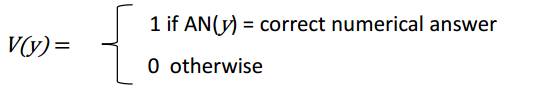 1 if AN(y) = correct numerical answer
V(y) =
0 otherwise